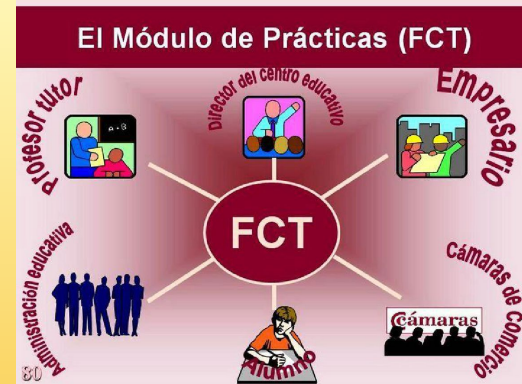 El Módulo de Prácticas (FCT)
Profesor tutor
Director del centro educativo
Empresario
A-B
FCT
Administración educativa
Alumno
Cámaras de Comercio
Cámaras
80